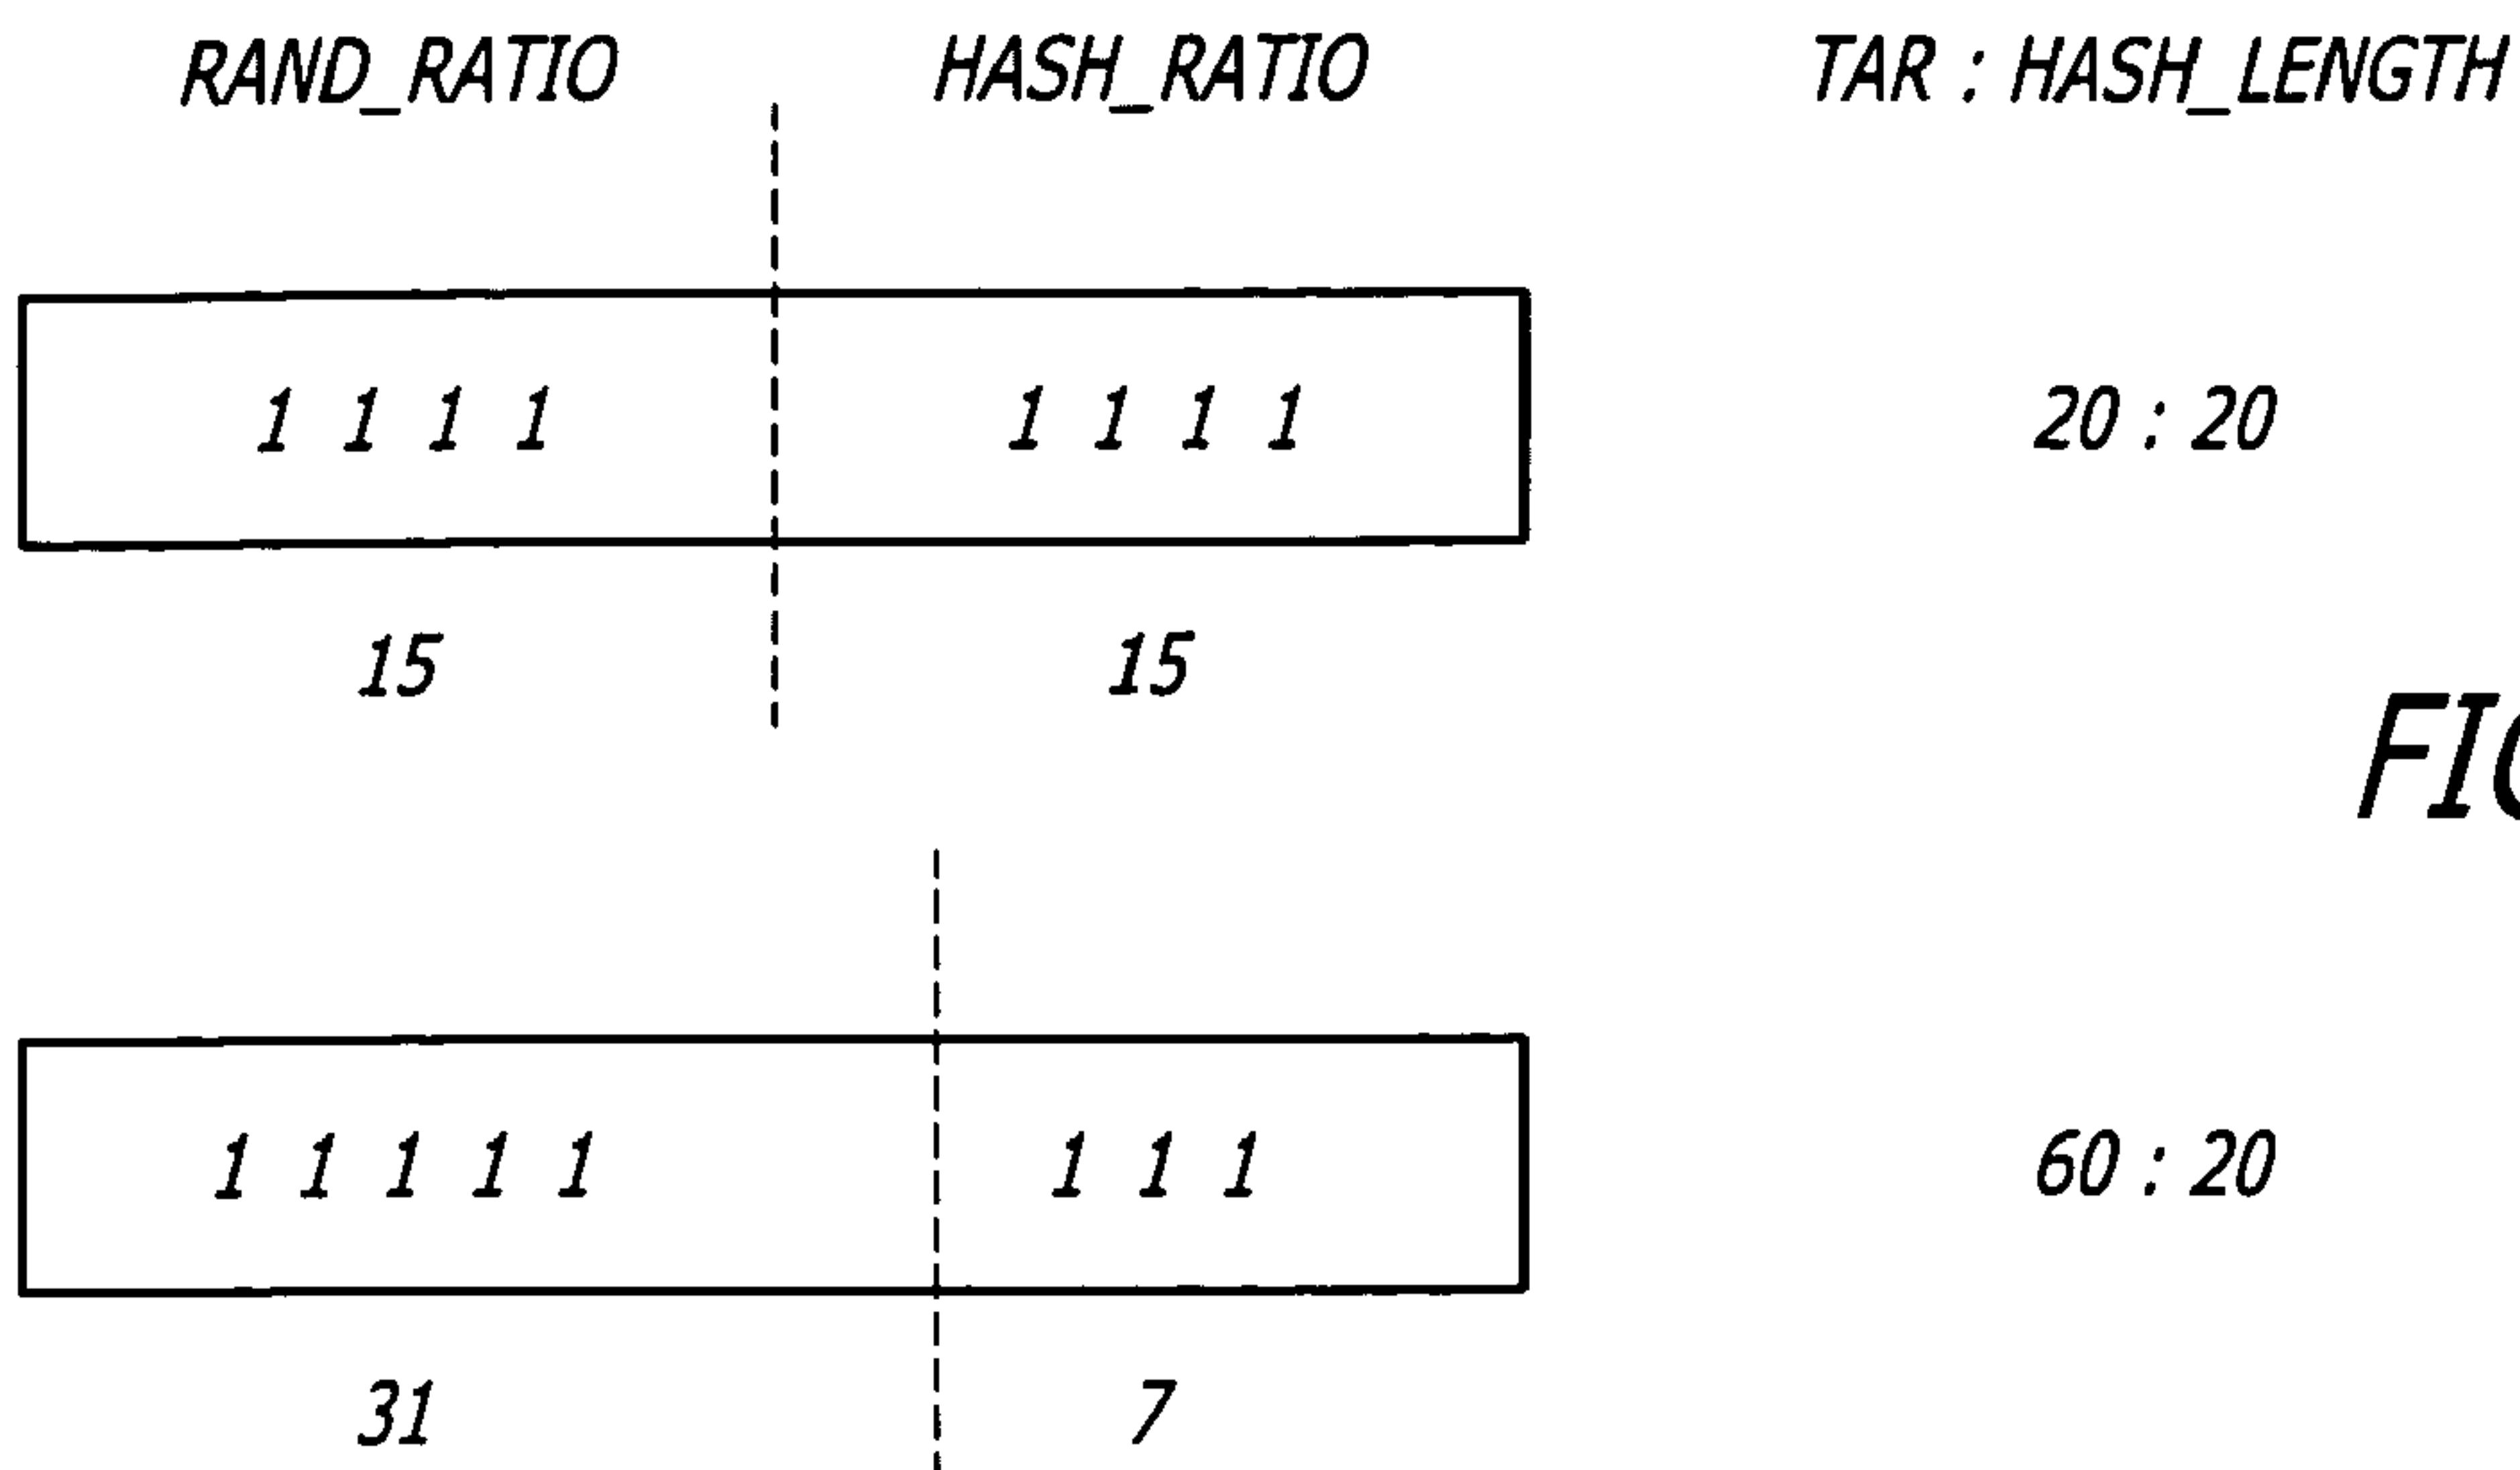 RAND_RATIO HASH_RATIO TAR : HASH_LENGTH
1 1 1 1 1 1 1 1 20 : 20
15 15
1 1 1 1 1 1 1 1 60 : 20
31 7